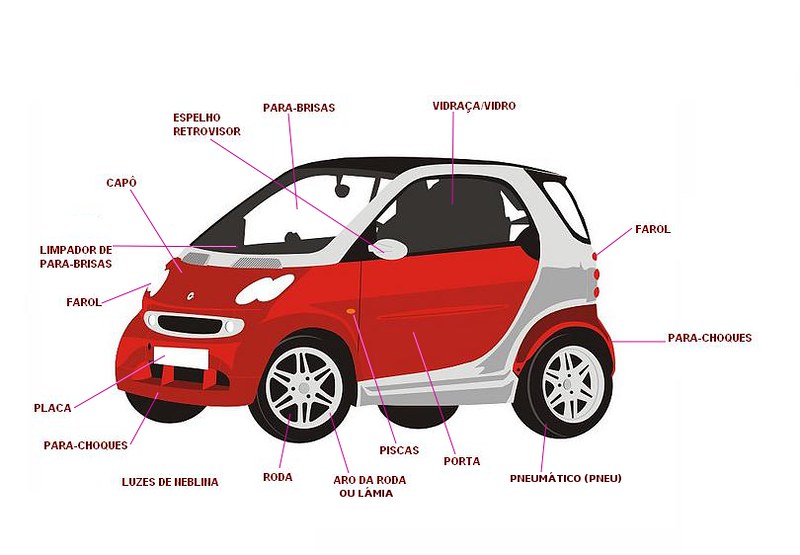 PARA-BRISAS
VIDRAÇA/VIDRO
ESPELHO
RETROVISOR
CAPÔ
FAROL
LIMPADOR DE
PARA-BRISAS
FAROL
PARA-CHOQUES
PLACA
PARA-CHOQUES
PISCAS
PORTA
LUZES DE NEBLINA
RODA
ARO DA RODA
OU LÁMIA
PNEUMÁTICO (PNEU)